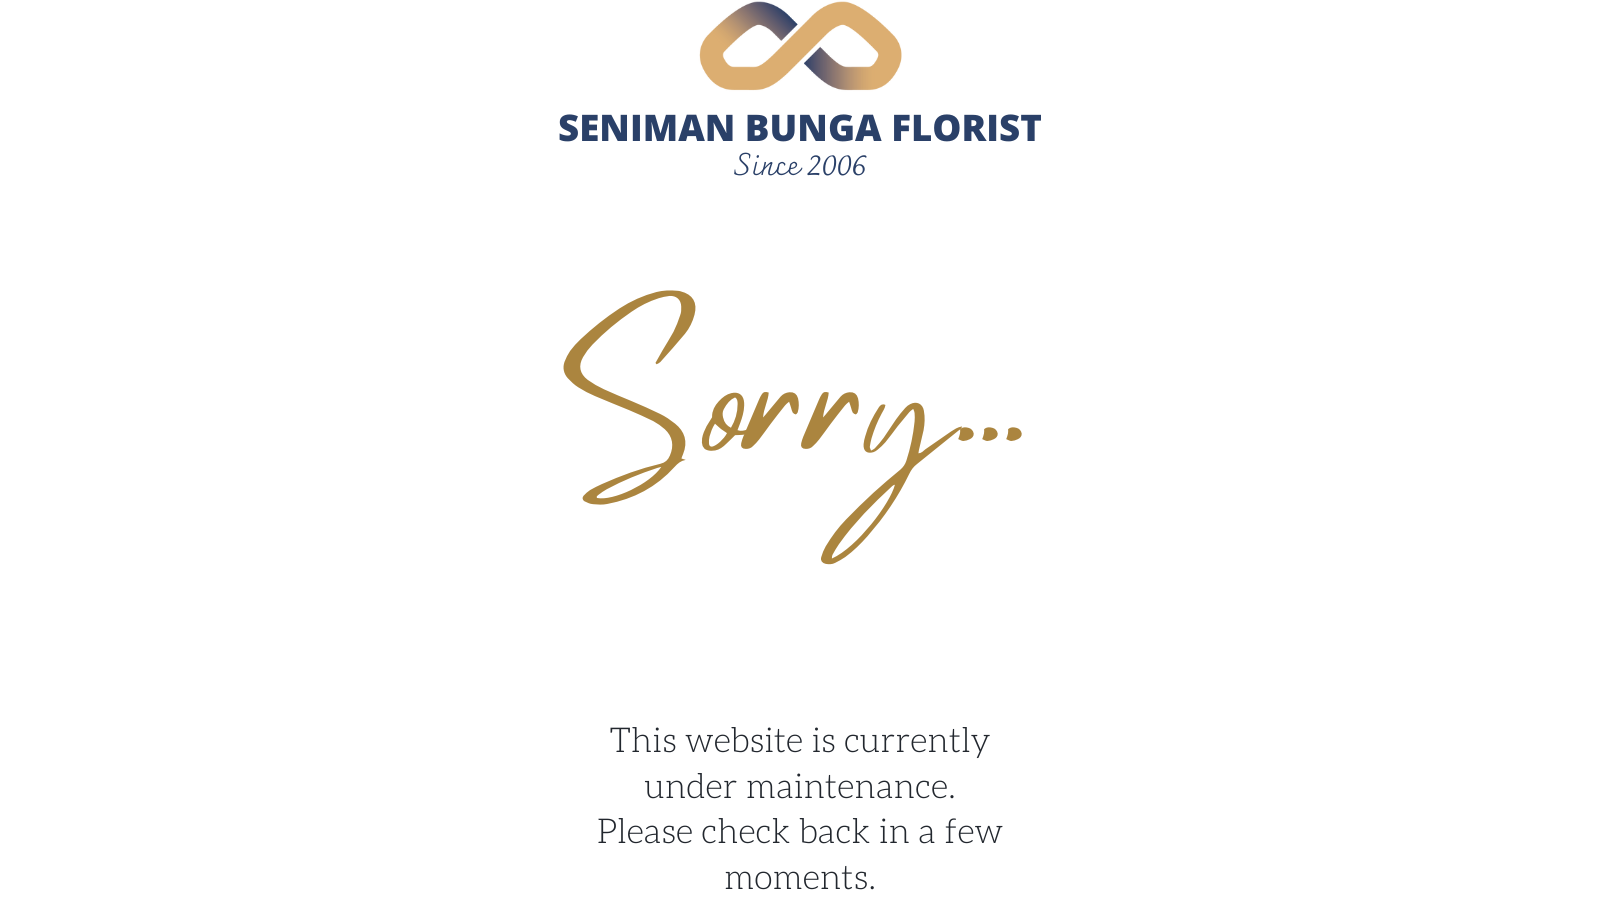 SENIMAN BUNGA FLORIST
Since 2006
Sorry...
This website is currently
under maintenance.
Please check back in a few
moments.